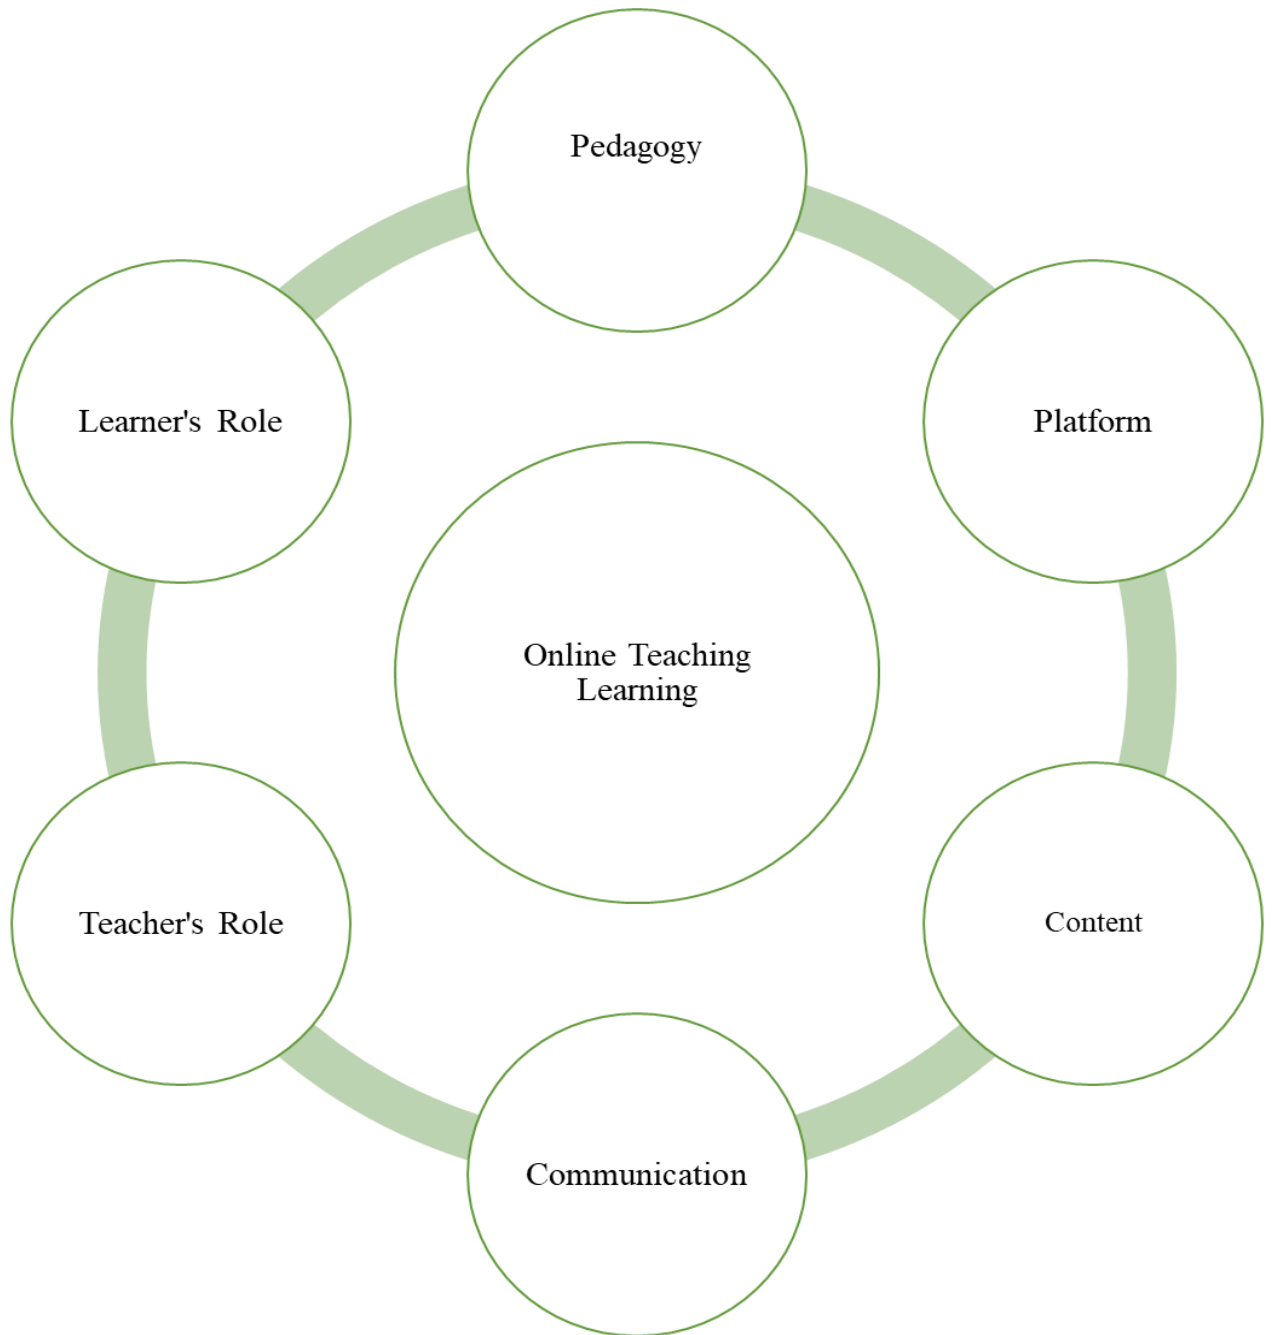 Pedagogy
Learner's Role
Platform
Online Teaching
Learning
Teacher's Role
Content
Communication